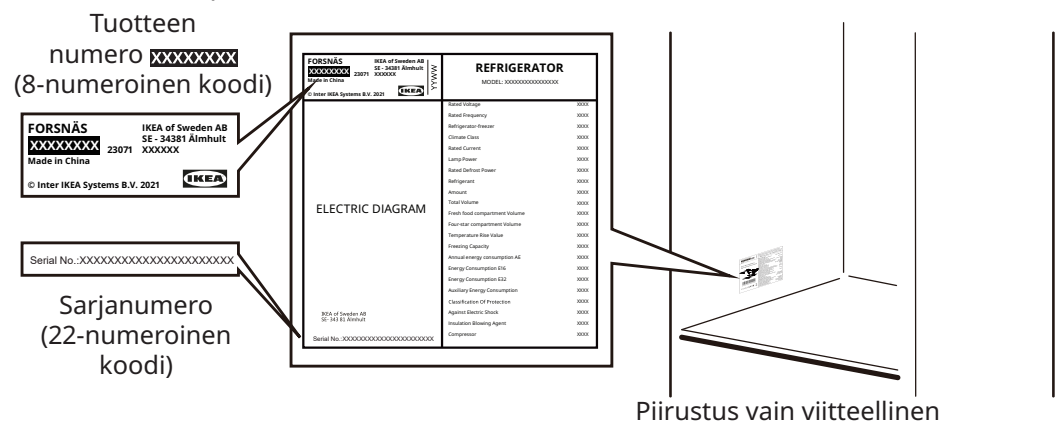 Tuotteen
numero XXXXXXXX
(8-numeroinen koodi)
FORSNÄS
XXXXXXXX 23071
Made in China
© Inter IKEA Systems B.V. 2021
IKEA of Sweden AB
SE - 34381 Älmhult
XXXXXX
IKEA
Serial No.:XXXXXXXXXXXXXXXXXXXXXX
Sarjanumero
(22-numeroinen
koodi)
FORSNÄS
XXXXXXXX 23071
Made in China
© Inter IKEA Systems B.V. 2021
IKEA of Sweden AB
SE - 34381 Älmhult
XXXXXX
IKEA
YYWW
REFRIGERATOR
MODEL: XXXXXXXXXXXXXXXX
ELECTRIC DIAGRAM
IKEA of Sweden AB
SE- 343 81 Älmhult
Serial No.:XXXXXXXXXXXXXXXXXXXXXX
Rated Voltage XXXX
Rated Frequency XXXX
Refrigerator-freezer XXXX
Climate Class XXXX
Rated Current XXXX
Lamp Power XXXX
Rated Defrost Power XXXX
Refrigerant XXXX
Amount XXXX
Total Volume XXXX
Fresh food compartment Volume XXXX
Four-star compartment Volume XXXX
Temperature Rise Value XXXX
Freezing Capacity XXXX
Annual energy consumption AE XXXX
Energy Consumption E16 XXXX
Energy Consumption E32 XXXX
Auxiliary Energy Consumption XXXX
Classification Of Protection XXXX
Against Electric Shock XXXX
Insulation Blowing Agent XXXX
Compressor XXXX
Piirustus vain viitteellinen